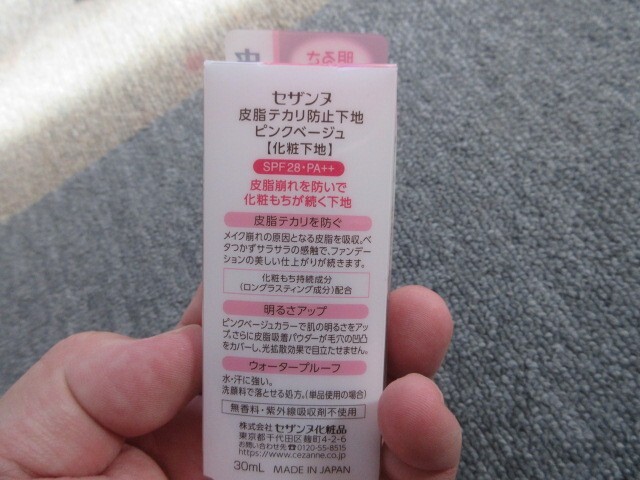 セザンヌ
皮脂テカリ防止下地
ピンクベージュ
【化粧下地】
SPF28・PA++
皮脂崩れを防いで
化粧もちが続く下地
皮脂テカリを防ぐ
メイク崩れの原因となる皮脂を吸収。ベ
タつかずサラサラの感触で、ファンデー
ションの美しい仕上がりが続きます。
化粧もち持続成分
(ロングラスティング成分)配合
明るさアップ
ピンクベージュカラーで肌の明るさをアッ
プ。さらに皮脂吸着パウダーが毛穴の凹凸
をカバーし、光拡散効果で目立たせません。
ウォータープルーフ
水・汗に強い。
洗顔料で落とせる処方。(単品使用の場合)
無香料・紫外線吸収剤不使用
株式会社 セザンヌ化粧品
東京都千代田区麹町4-2-6
お問い合わせ先☎0120-55-8515
https://www.cezanne.co.jp
30mL MADE IN JAPAN